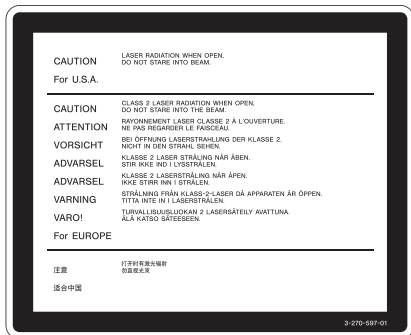 CAUTION
LASER RADIATION WHEN OPEN,
DO NOT STARE INTO BEAM.
For U.S.A.
CAUTION
CLASS 2 LASER RADIATION WHEN OPEN,
DO NOT STARE INTO THE BEAM.
ATTENTION
RAYONNEMENT LASER CLASSE 2 À L'OUVERTURE.
NE PAS REGARDER LE FAISCEAU.
VORSICHT
BEI ÖFFNUNG LASERSTRAHLUNG DER KLASSE 2.
NICHT IN DEN STRAHL SEHEN.
ADVARSEL
KLASSE 2 LASER STRÅLING NÅR ÅBEN.
STIR IKKE IND I LYSSTRÅLEN.
ADVARSEL
KLASSE 2 LASERSTRÅLING NÅR ÅPEN.
IKKE STIRR INN I STRÅLEN.
VARNING
STRÅLNING FRÅN KLASS-2-LASER DÅ APPARATEN ÄR ÖPPEN.
TITTA INTE IN I LASERSTRÅLEN.
VARO!
TURVALLISUUSLUOKAN 2 LASERSÄTEILY AVATTUNA.
ÄLÄ KATSO SÄTEESEEN.
For EUROPE
注意
打开时有激光辐射
勿直视光束
适合中国
3-270-597-01